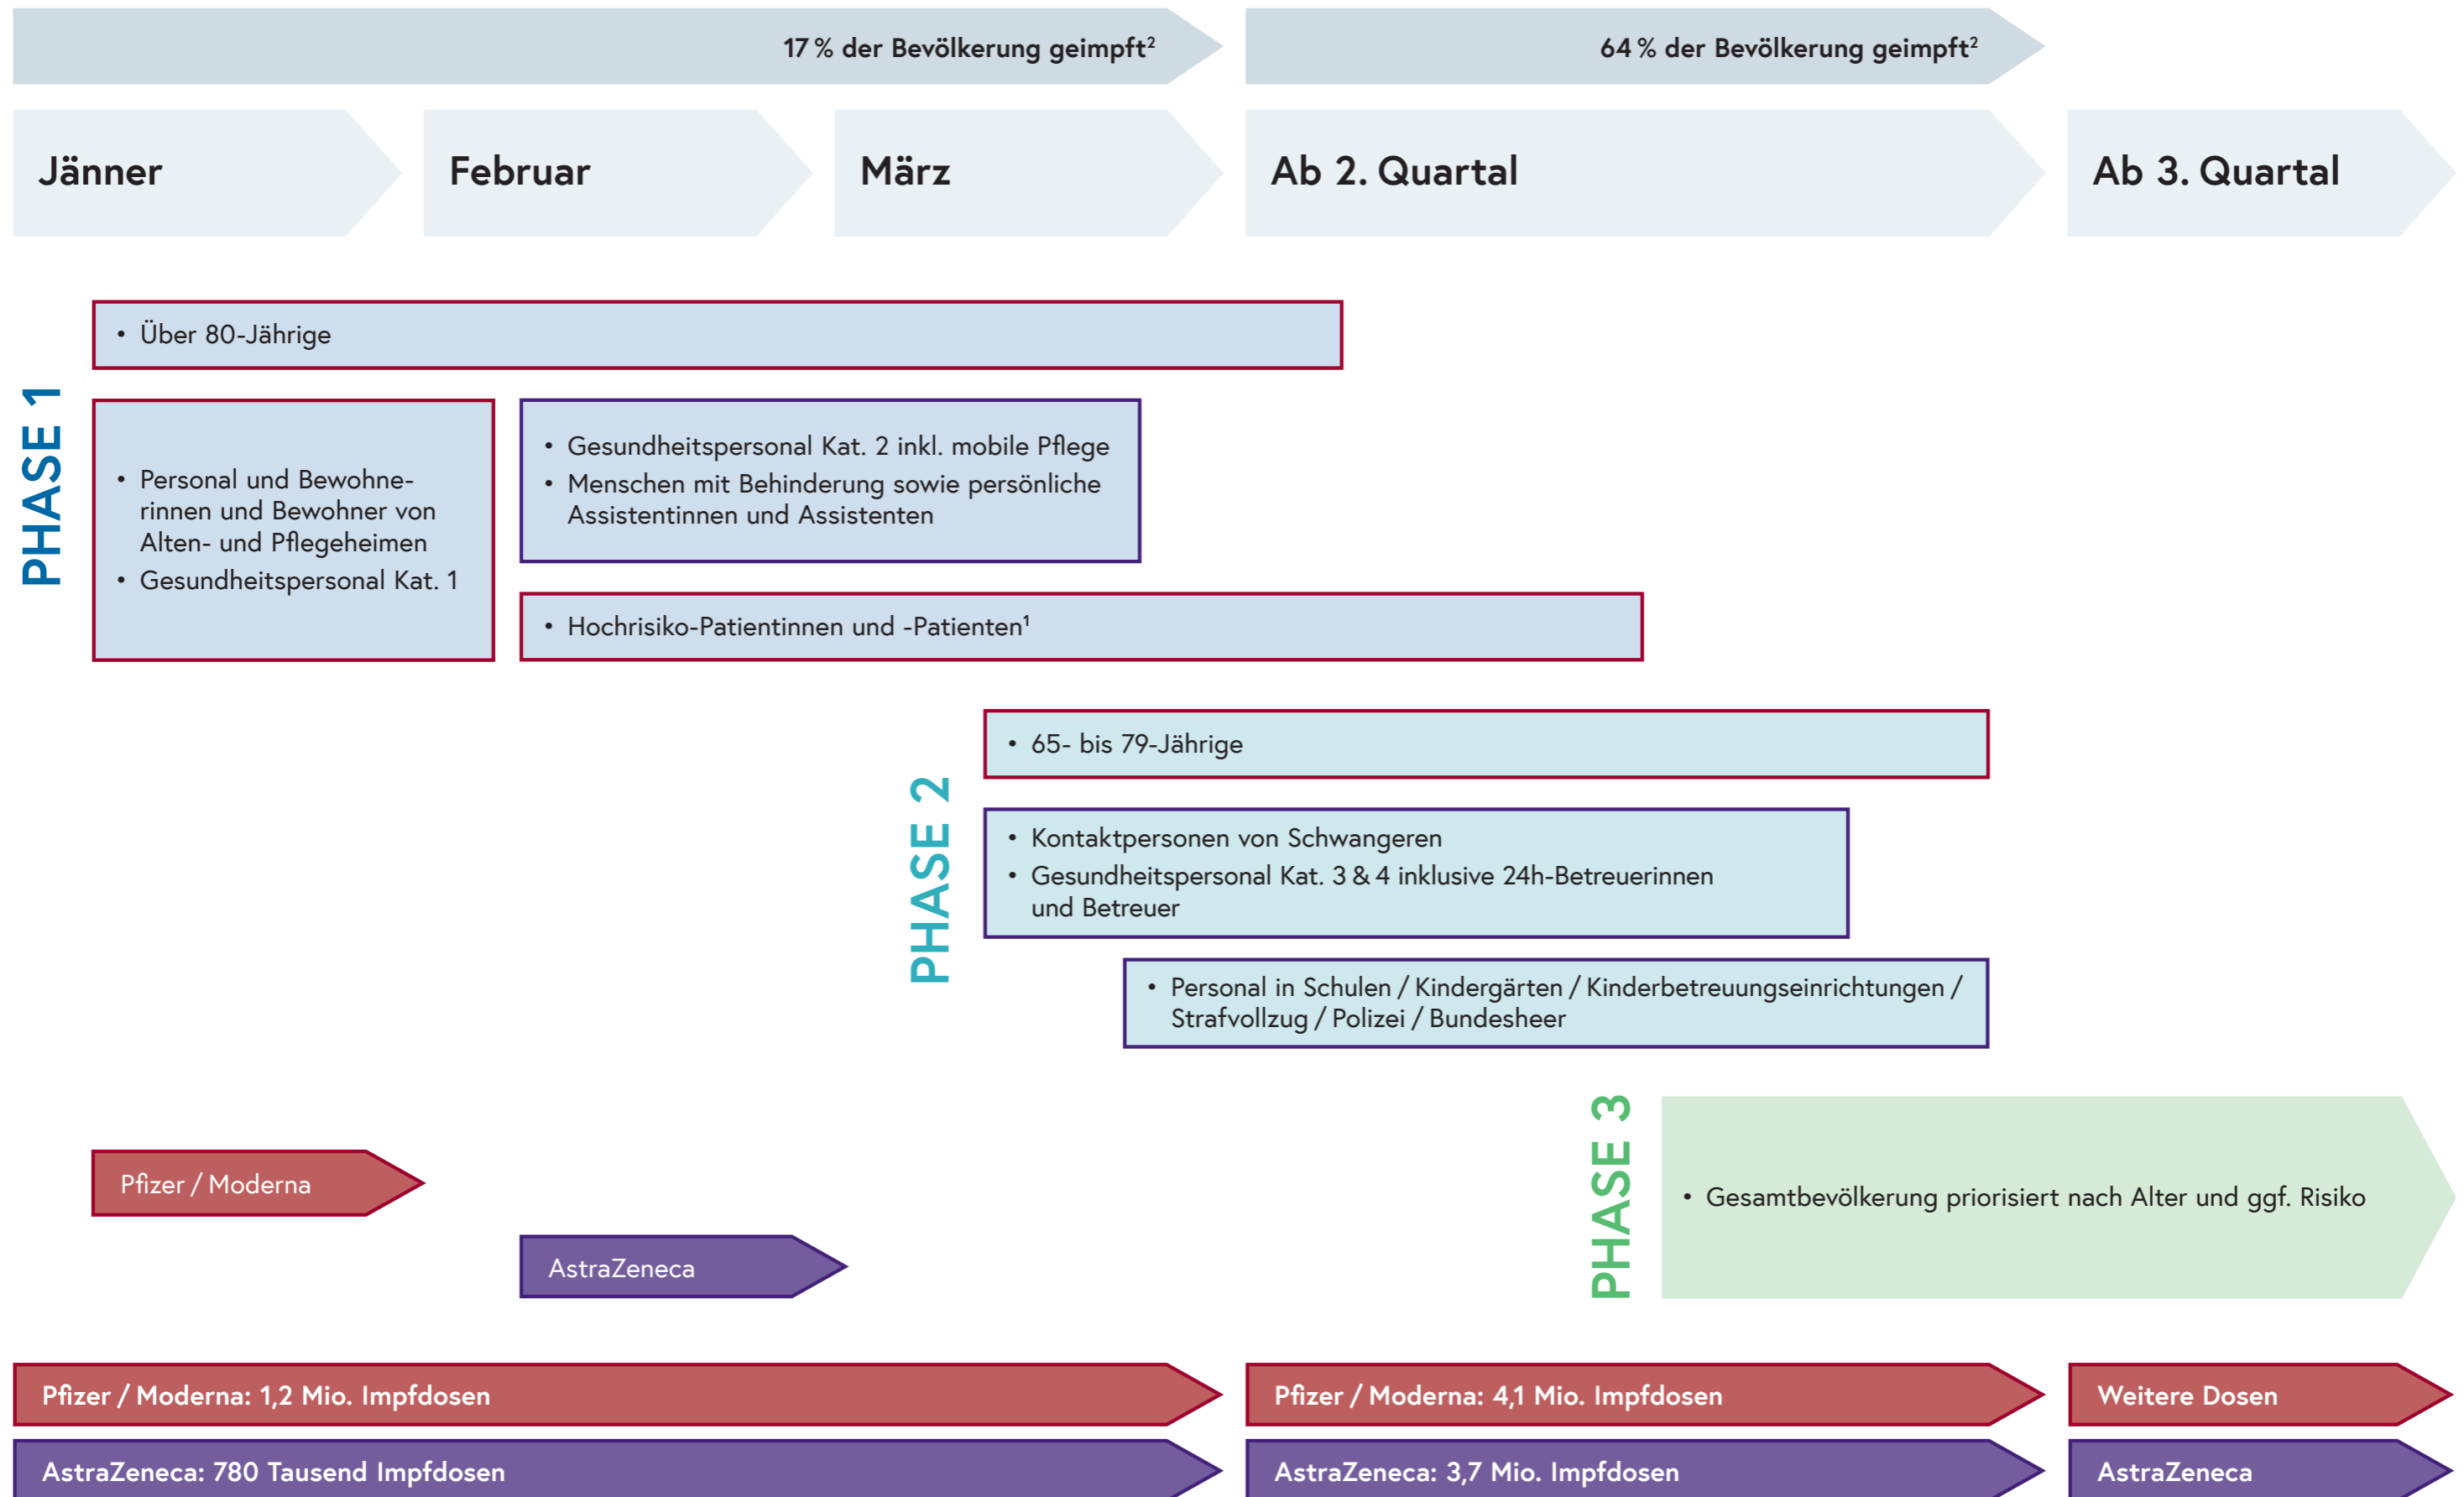 17 % der Bevölkerung geimpft²
64 % der Bevölkerung geimpft²
Jänner
Februar
März
Ab 2. Quartal
Ab 3. Quartal
PHASE 1
• Über 80-Jährige
• Personal und Bewohne-
rinnen und Bewohner von
Alten- und Pflegeheimen
• Gesundheitspersonal Kat. 1
• Gesundheitspersonal Kat. 2 inkl. mobile Pflege
• Menschen mit Behinderung sowie persönliche
Assistentinnen und Assistenten
• Hochrisiko-Patientinnen und -Patienten¹
PHASE 2
• 65- bis 79-Jährige
• Kontaktpersonen von Schwangeren
• Gesundheitspersonal Kat. 3 & 4 inklusive 24h-Betreuerinnen
und Betreuer
• Personal in Schulen / Kindergärten / Kinderbetreuungseinrichtungen /
Strafvollzug / Polizei / Bundesheer
PHASE 3
• Gesamtbevölkerung priorisiert nach Alter und ggf. Risiko
Pfizer / Moderna
AstraZeneca
Pfizer / Moderna: 1,2 Mio. Impfdosen
Pfizer / Moderna: 4,1 Mio. Impfdosen
Weitere Dosen
AstraZeneca: 780 Tausend Impfdosen
AstraZeneca: 3,7 Mio. Impfdosen
AstraZeneca